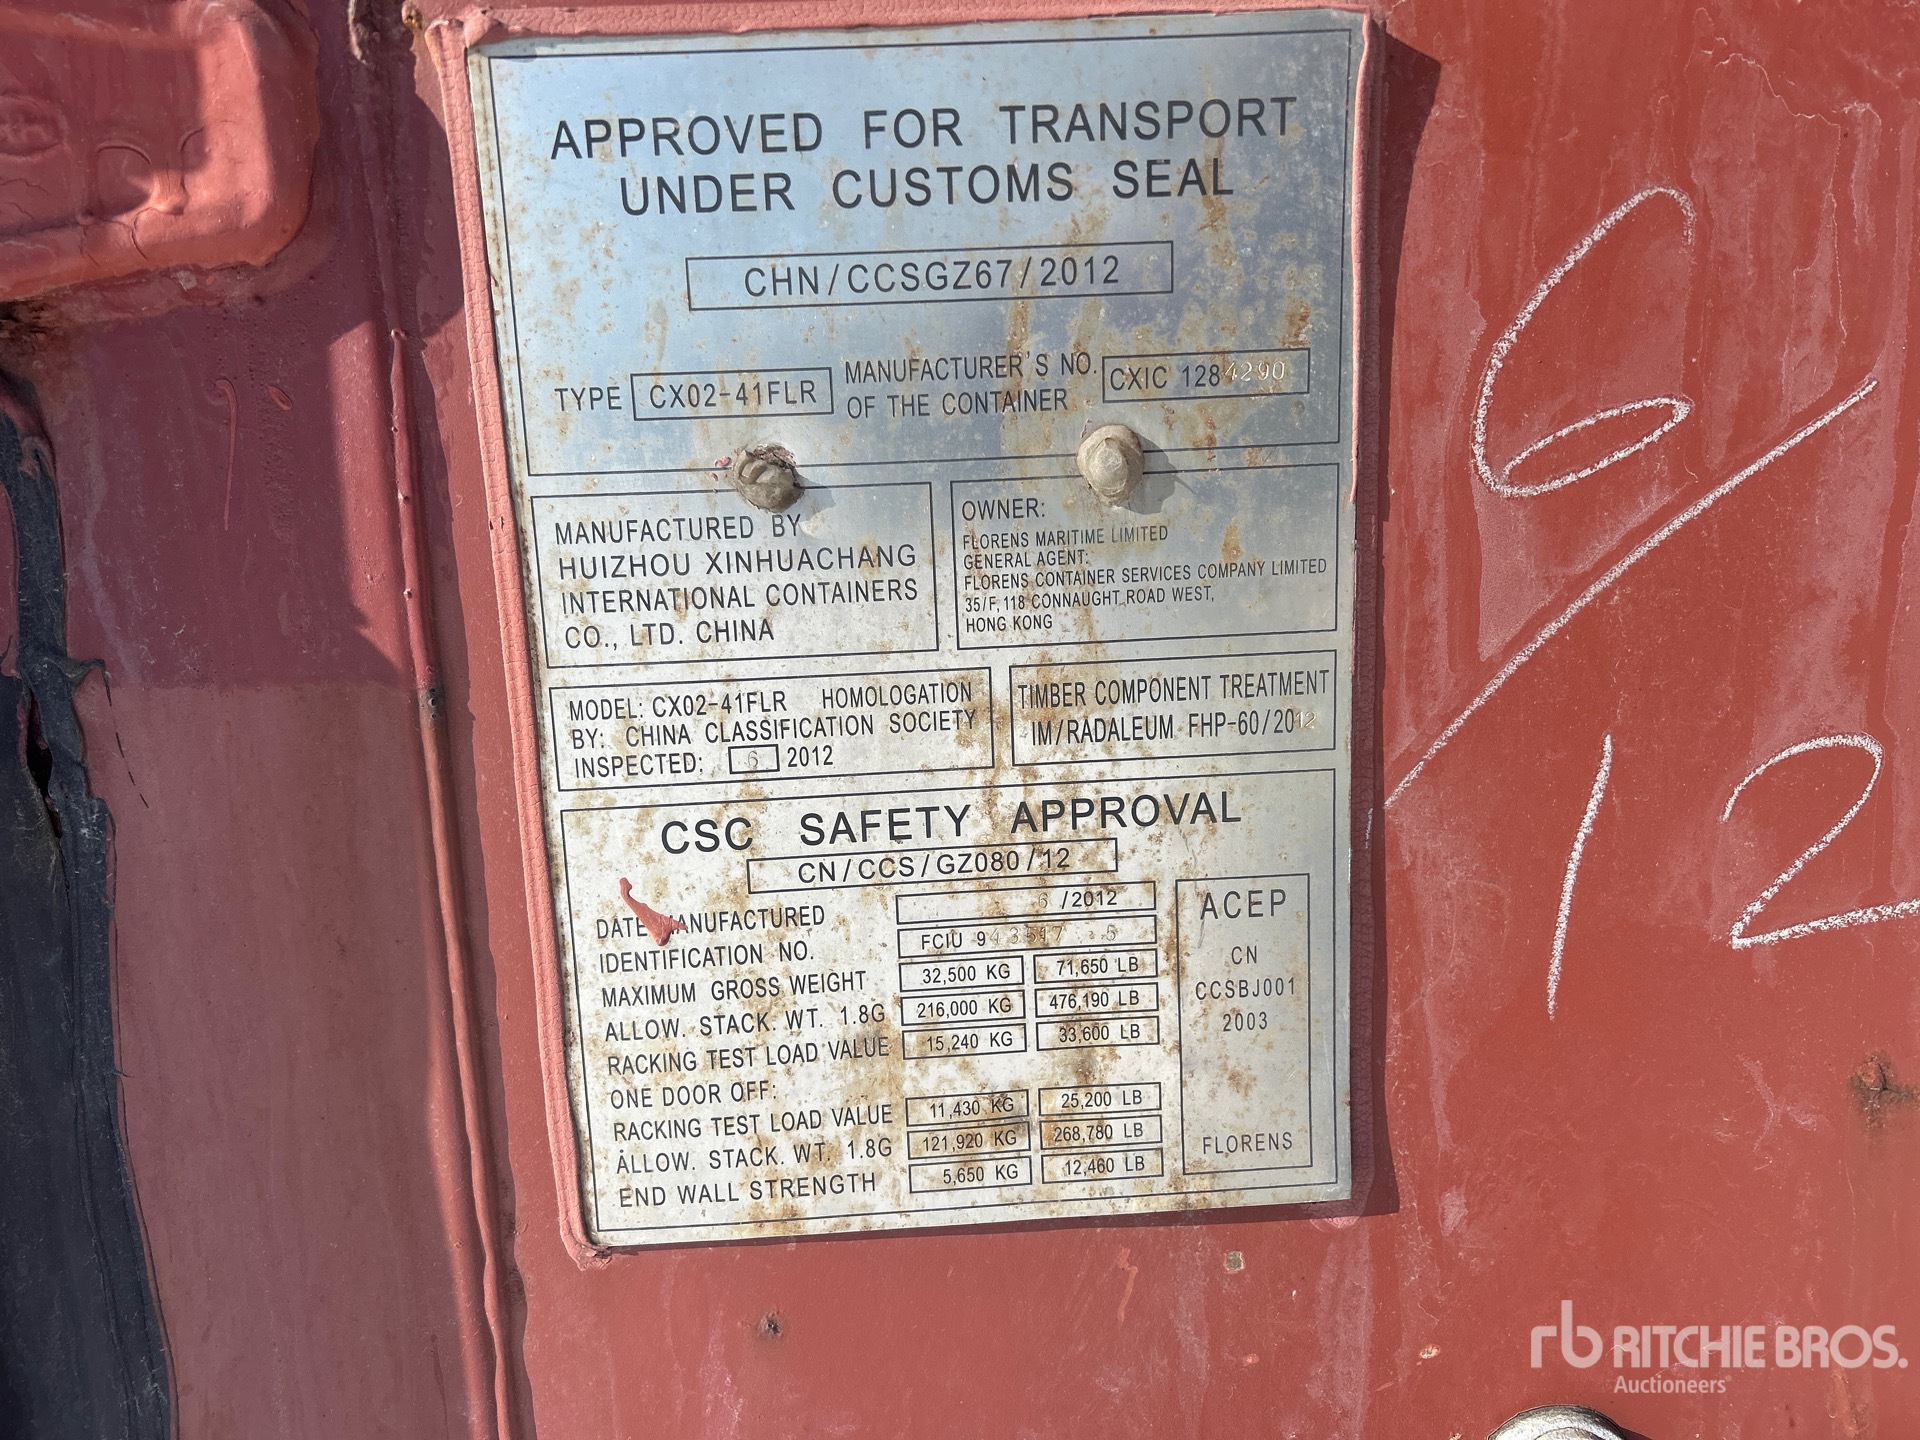 APPROVED FOR TRANSPORT
UNDER CUSTOMS SEAL
CHN/CCSGZ67/2012
TYPE CX02-41FLR
MANUFACTURER'S NO.
OF THE CONTAINER
CXIC 1284290
MANUFACTURED BY
HUIZHOU XINHUACHANG
INTERNATIONAL CONTAINERS
CO., LTD. CHINA
OWNER:
FLORENS MARITIME LIMITED
GENERAL AGENT:
FLORENS CONTAINER SERVICES COMPANY LIMITED
35/F, 118 CONNAUGHT ROAD WEST,
HONG KONG
MODEL: CX02-41FLR HOMOLOGATION
BY: CHINA CLASSIFICATION SOCIETY
INSPECTED: 6 2012
TIMBER COMPONENT TREATMENT
IM/RADALEUM FHP-60/2012
CSC SAFETY APPROVAL
CN/CCS/GZ080/12
DATE MANUFACTURED 6 /2012
IDENTIFICATION NO. FCIU 943517 5
MAXIMUM GROSS WEIGHT 32,500 KG 71,650 LB
ALLOW. STACK. WT. 1.8G 216,000 KG 476,190 LB
RACKING TEST LOAD VALUE 15,240 KG 33,600 LB
ONE DOOR OFF:
RACKING TEST LOAD VALUE 11,430 KG 25,200 LB
ALLOW. STACK. WT. 1.8G 121,920 KG 268,780 LB
END WALL STRENGTH 5,650 KG 12,460 LB
ACEP
CN
CCSBJ001
2003
FLORENS
6/12
rb RITCHIE BROS.
Auctioneers